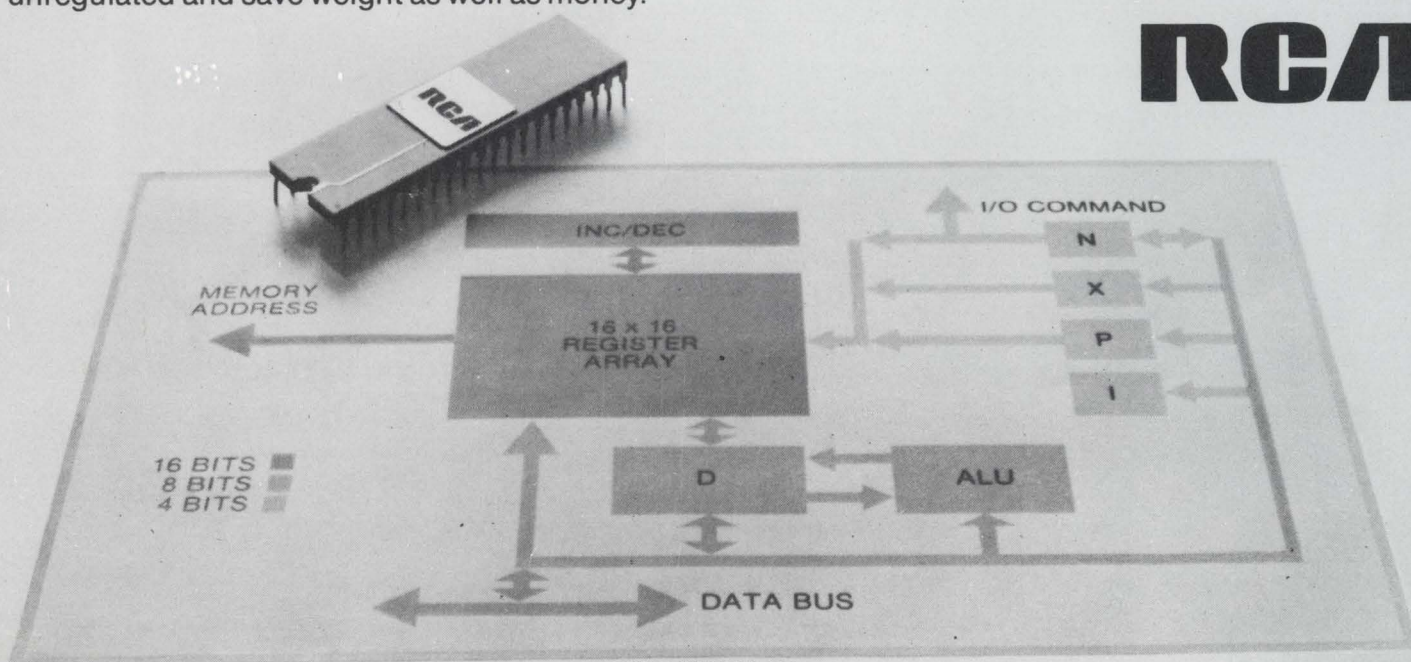 unregulated and save weight as well as money.
RCA
RCA
INC/DEC
I/O COMMAND
N
MEMORY
ADDRESS
X
16 x 16
REGISTER
ARRAY
P
I
16 BITS
8 BITS
4 BITS
D
ALU
DATA BUS